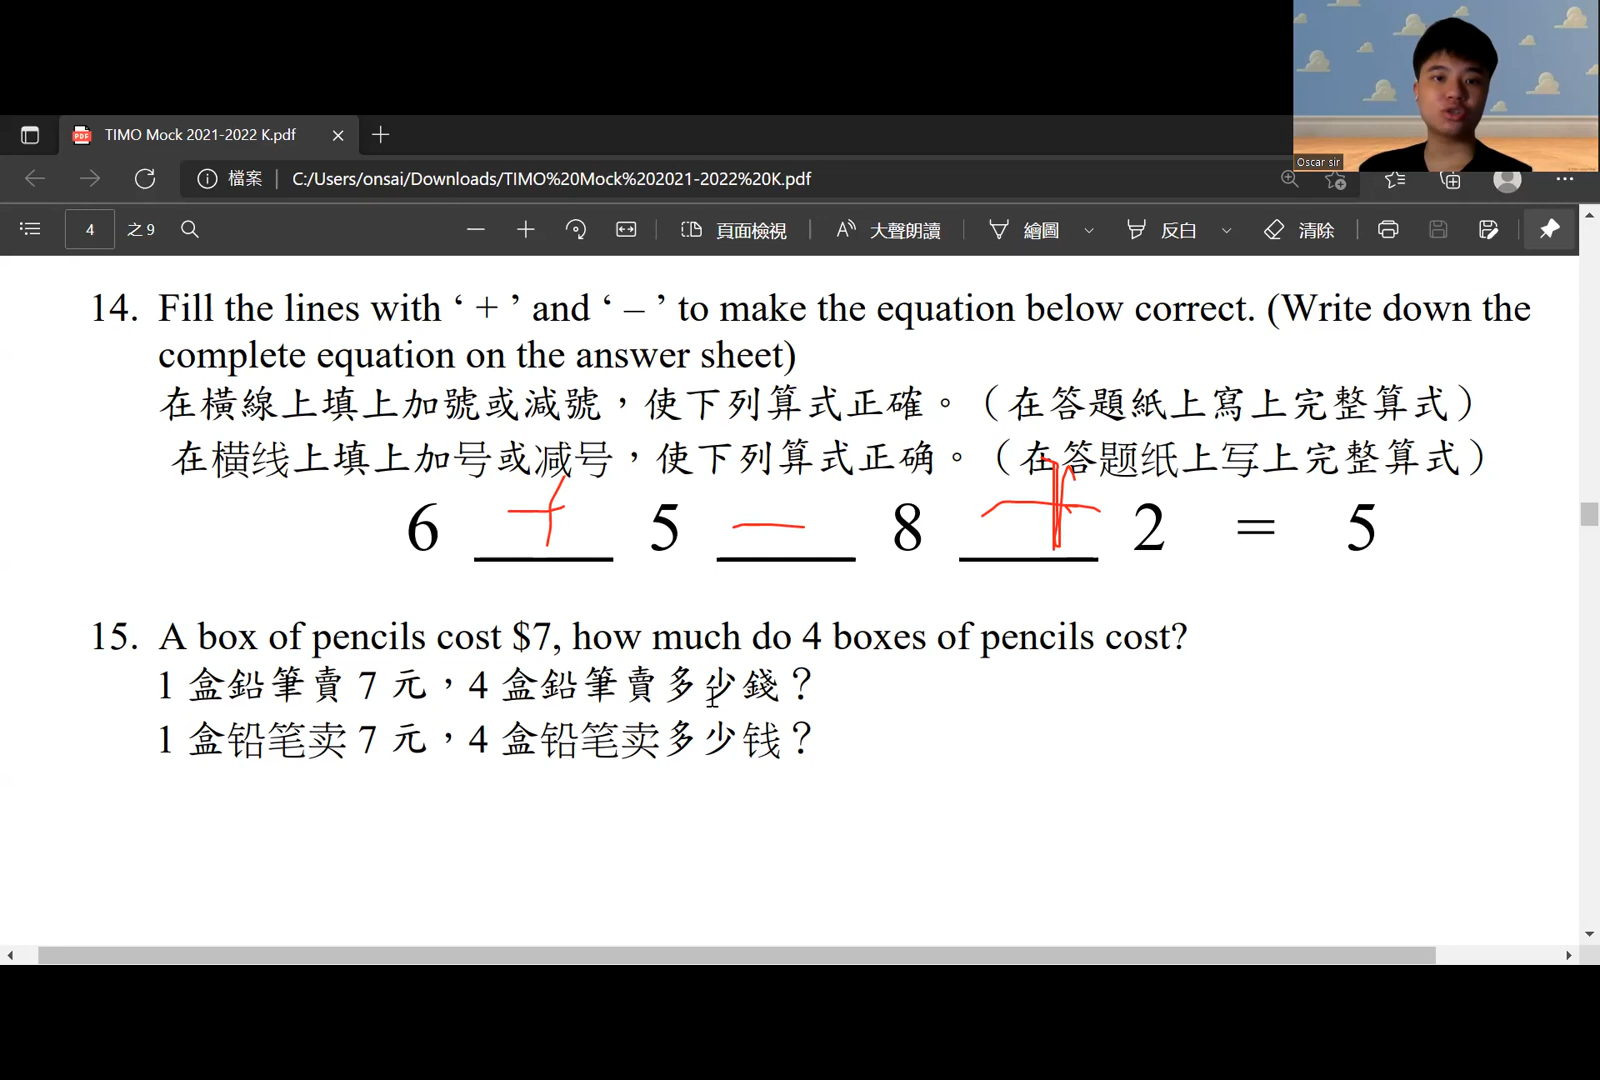 Oscar sir
TIMO Mock 2021-2022 K.pdf
檔案 | C:/Users/onsai/Downloads/TIMO%20Mock%202021-2022%20K.pdf
4 之 9 頁面檢視 大聲朗讀 繪圖 反白 清除
14. Fill the lines with ‘ + ’ and ‘ – ’ to make the equation below correct. (Write down the
complete equation on the answer sheet)
在橫線上填上加號或減號，使下列算式正確。（在答題紙上寫上完整算式）
在横线上填上加号或减号，使下列算式正确。（在答题纸上写上完整算式）
6 + 5 – 8 + 2 = 5
15. A box of pencils cost $7, how much do 4 boxes of pencils cost?
1 盒鉛筆賣 7 元，4 盒鉛筆賣多少錢？
1 盒铅笔卖 7 元，4 盒铅笔卖多少钱？